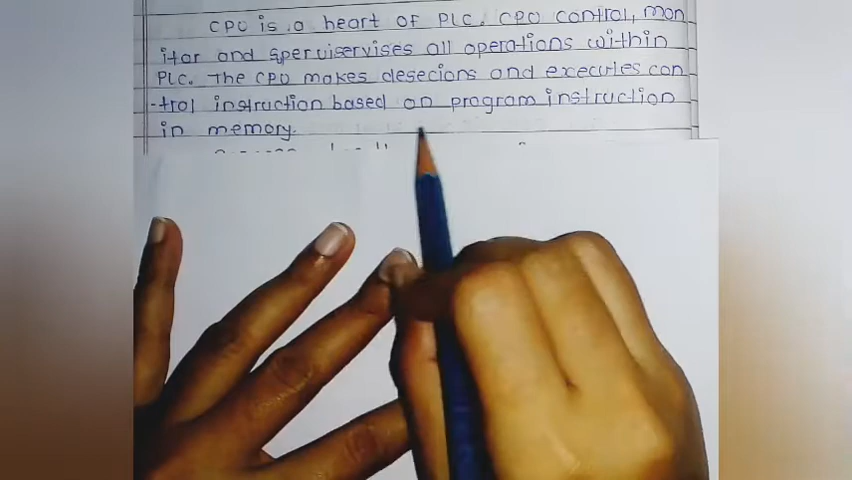 CPU is a heart of PLC. CPU control, mon
itor and superviservises all operations within
PLC. The CPU makes desecions and executes con
-trol instruction based on program instruction
in memory.